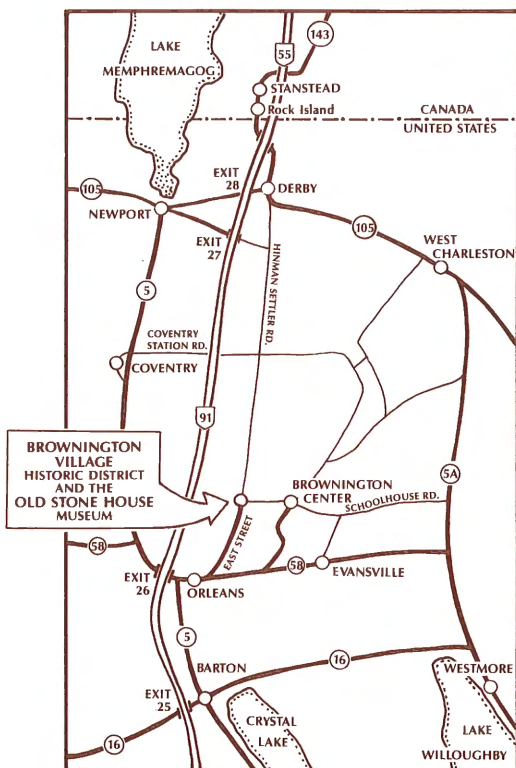 LAKE
MEMPHREMAGOG
55
143
STANSTEAD
Rock Island
CANADA
UNITED STATES
EXIT
28
105
DERBY
NEWPORT
EXIT
27
105
WEST
CHARLESTON
HINMAN SETTLER RD.
5
COVENTRY
STATION RD.
COVENTRY
91
BROWNINGTON
VILLAGE
HISTORIC DISTRICT
AND THE
OLD STONE HOUSE
MUSEUM
BROWNINGTON
CENTER
SCHOOLHOUSE RD.
5A
EAST STREET
58
58
EVANSVILLE
EXIT
26
ORLEANS
5
BARTON
16
WESTMORE
EXIT
25
CRYSTAL
LAKE
LAKE
WILLOUGHBY
16